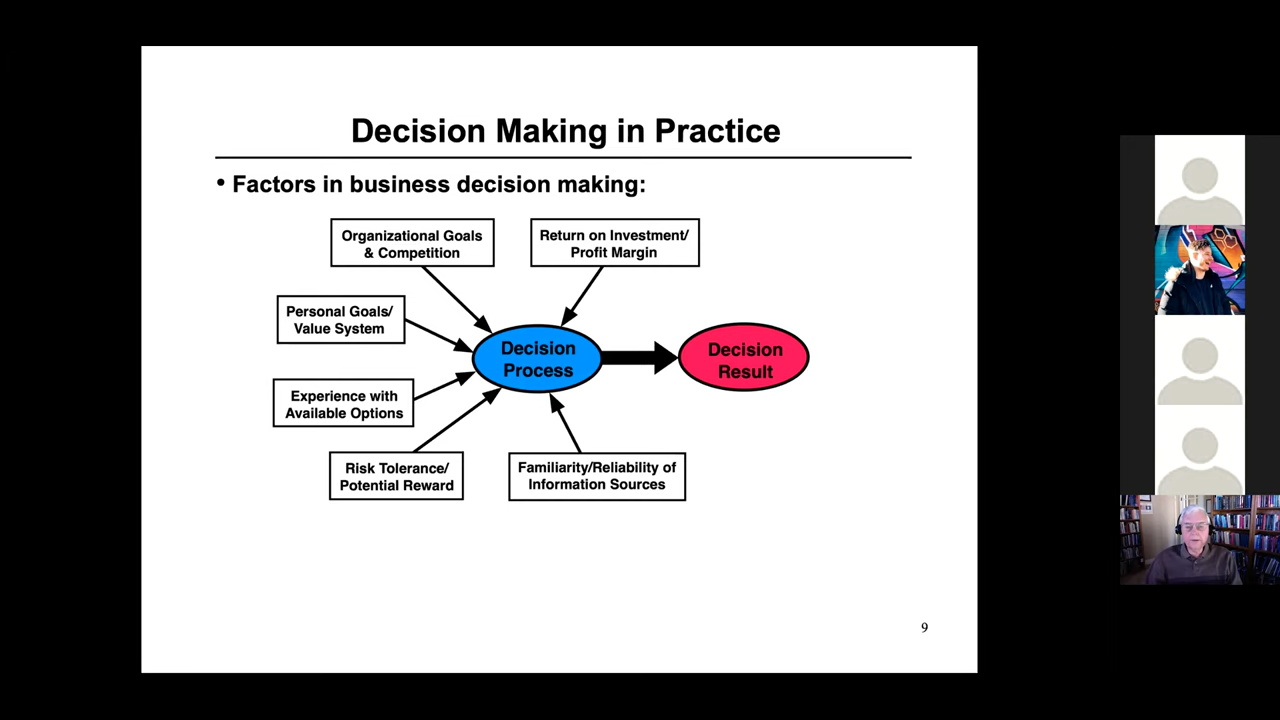 Decision Making in Practice
• Factors in business decision making:
Organizational Goals
& Competition
Return on Investment/
Profit Margin
Personal Goals/
Value System
Decision
Process
Decision
Result
Experience with
Available Options
Risk Tolerance/
Potential Reward
Familiarity/Reliability of
Information Sources
9